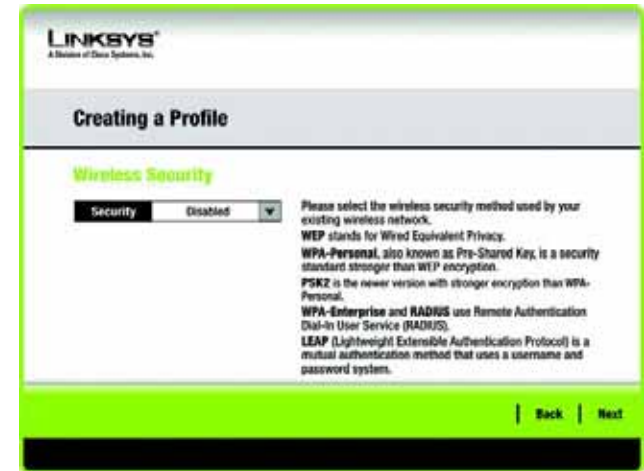 LINKSYS®
A Division of Cisco Systems, Inc.
Creating a Profile
Wireless Security
Security Disabled
Please select the wireless security method used by your
existing wireless network.
WEP stands for Wired Equivalent Privacy.
WPA-Personal, also known as Pre-Shared Key, is a security
standard stronger than WEP encryption.
PSK2 is the newer version with stronger encryption than WPA-
Personal.
WPA-Enterprise and RADIUS use Remote Authentication
Dial-In User Service (RADIUS).
LEAP (Lightweight Extensible Authentication Protocol) is a
mutual authentication method that uses a username and
password system.
Back Next